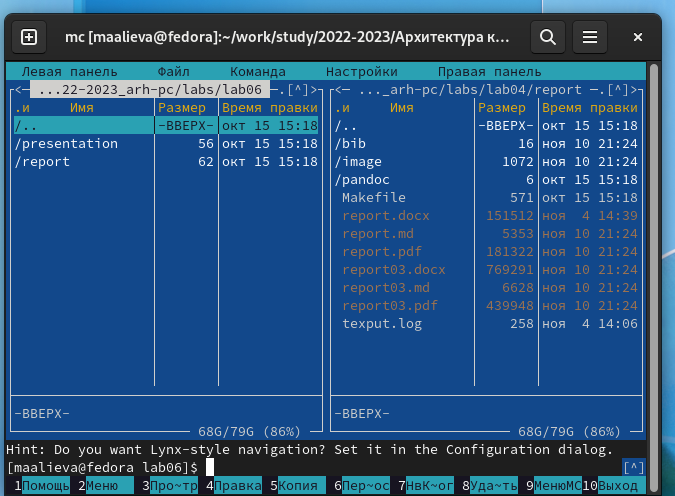 mc [maalieva@fedora]:~/work/study/2022-2023/Архитектура к...
Левая панель Файл Команда Настройки Правая панель
<— ...22-2023_arh-pc/labs/lab06 —.[^]>
.и Имя Размер Время правки
/.. -ВВЕРХ- окт 15 15:18
/presentation 56 окт 15 15:18
/report 62 окт 15 15:18
-ВВЕРХ-
68G/79G (86%)
<— ..._arh-pc/labs/lab04/report —.[^]>
.и Имя Размер Время правки
/.. -ВВЕРХ- окт 15 15:18
/bib 16 ноя 10 21:24
/image 1072 ноя 10 21:24
/pandoc 6 окт 15 15:18
Makefile 571 окт 15 15:18
report.docx 151512 ноя 4 14:39
report.md 5353 ноя 10 21:24
report.pdf 181322 ноя 10 21:24
report03.docx 769291 ноя 10 21:24
report03.md 6628 ноя 10 21:24
report03.pdf 439948 ноя 10 21:24
texput.log 258 ноя 4 14:06
-ВВЕРХ-
68G/79G (86%)
Hint: Do you want Lynx-style navigation? Set it in the Configuration dialog.
[maalieva@fedora lab06]$ [^]
1Помощь 2Меню 3Про~тр 4Правка 5Копия 6Пер~ос 7НвК~ог 8Уда~ть 9МенюMC 10Выход